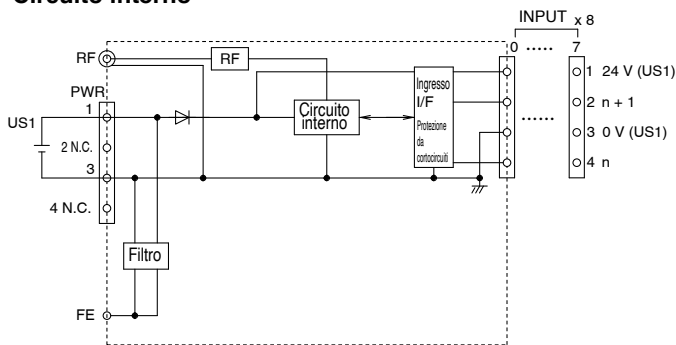 Circuito interno
INPUT x 8
0 ..... 7
RF
RF
PWR
1
US1
2 N.C.
3
4 N.C.
Circuito
interno
Ingresso
I/F
Protezione
da
cortocircuiti
......
1 24 V (US1)
2 n + 1
3 0 V (US1)
4 n
Filtro
FE